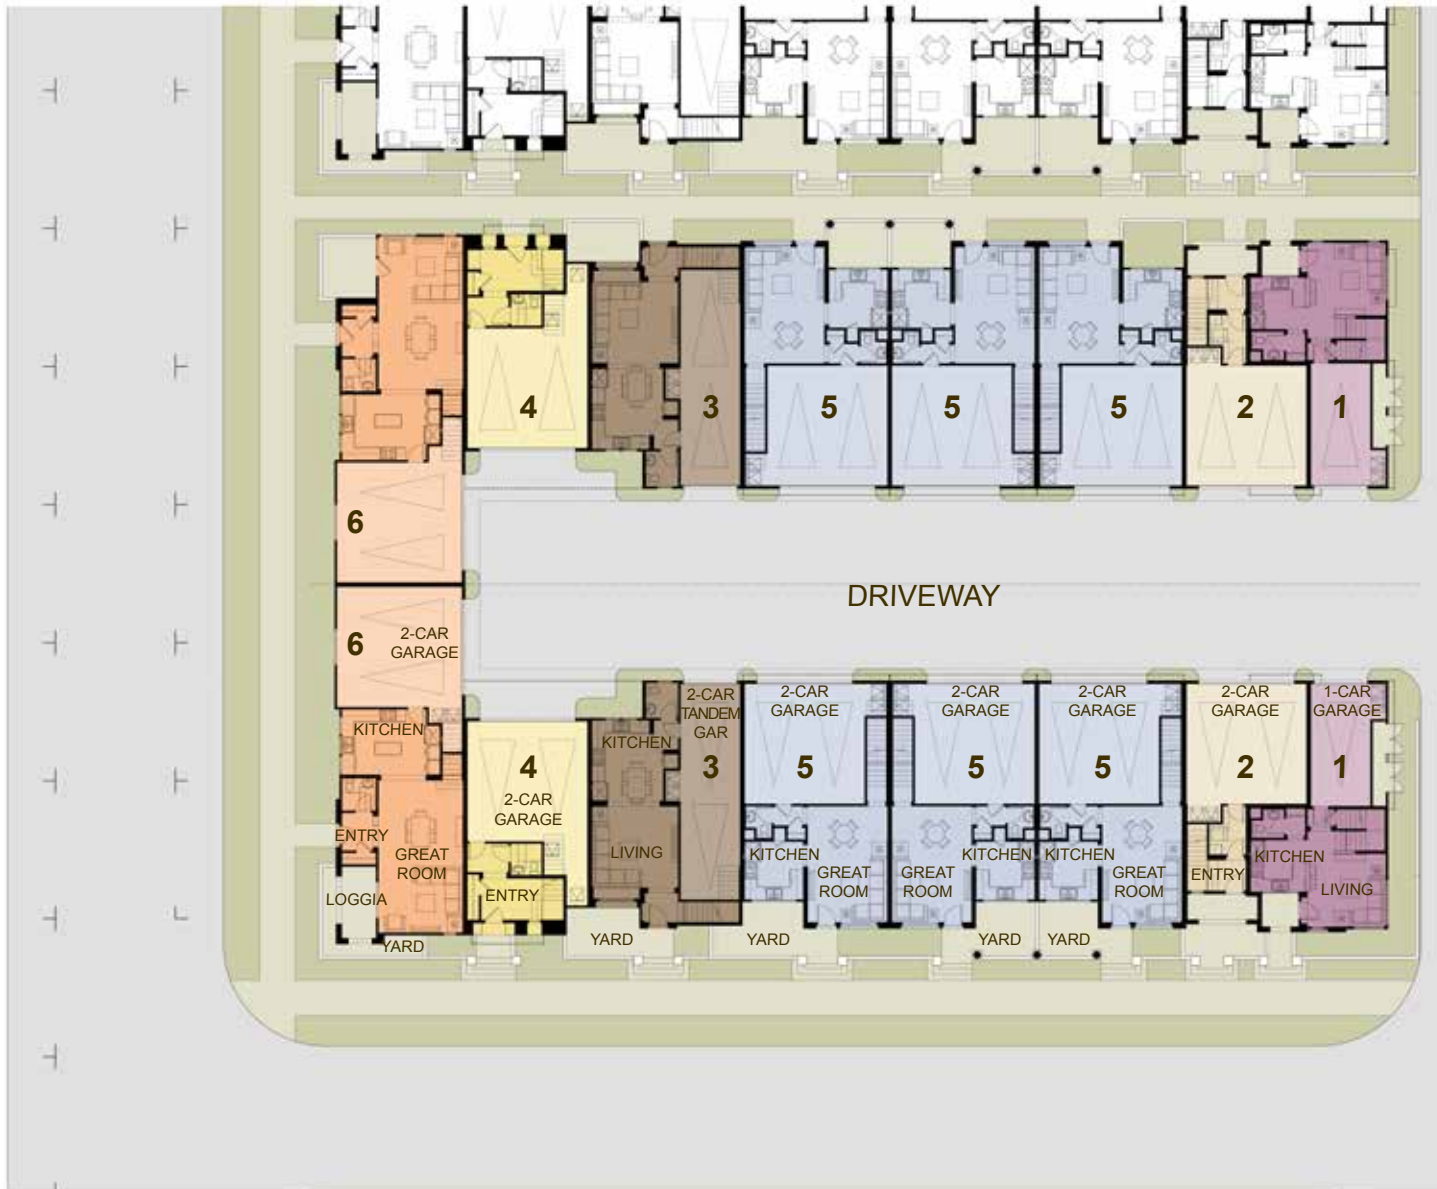 4
3
5
5
5
2
1
6
DRIVEWAY
6
2-CAR
GARAGE
KITCHEN
ENTRY
GREAT
ROOM
LOGGIA
YARD
4
2-CAR
GARAGE
ENTRY
2-CAR
TANDEM
GAR
KITCHEN
3
LIVING
YARD
2-CAR
GARAGE
5
KITCHEN
GREAT
ROOM
YARD
2-CAR
GARAGE
5
GREAT
ROOM
KITCHEN
YARD
2-CAR
GARAGE
5
KITCHEN
GREAT
ROOM
YARD
2-CAR
GARAGE
2
ENTRY
1-CAR
GARAGE
1
KITCHEN
LIVING